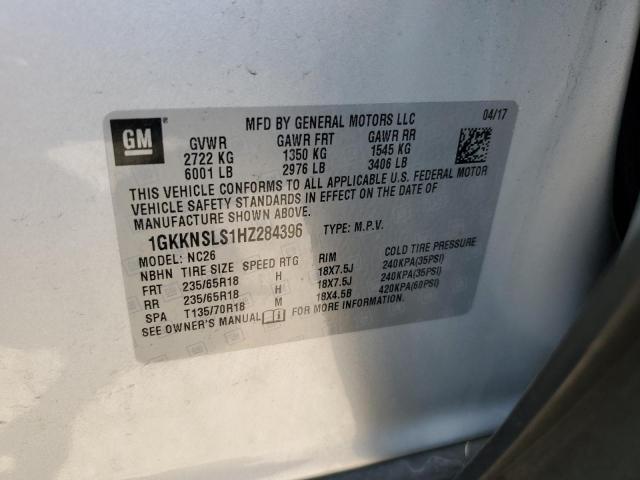 MFD BY GENERAL MOTORS LLC 04/17
GM ® GVWR GAWR FRT GAWR RR
2722 KG 1350 KG 1545 KG
6001 LB 2976 LB 3406 LB
THIS VEHICLE CONFORMS TO ALL APPLICABLE U.S. FEDERAL MOTOR
VEHICLE SAFETY STANDARDS IN EFFECT ON THE DATE OF
MANUFACTURE SHOWN ABOVE.
1GKKNSLS1HZ284396 TYPE: M.P.V.
MODEL: NC26
NBHN TIRE SIZE SPEED RTG RIM COLD TIRE PRESSURE
FRT 235/65R18 H 18X7.5J 240KPA(35PSI)
RR 235/65R18 H 18X7.5J 240KPA(35PSI)
SPA T135/70R18 M 18X4.5B 420KPA(60PSI)
SEE OWNER'S MANUAL FOR MORE INFORMATION.